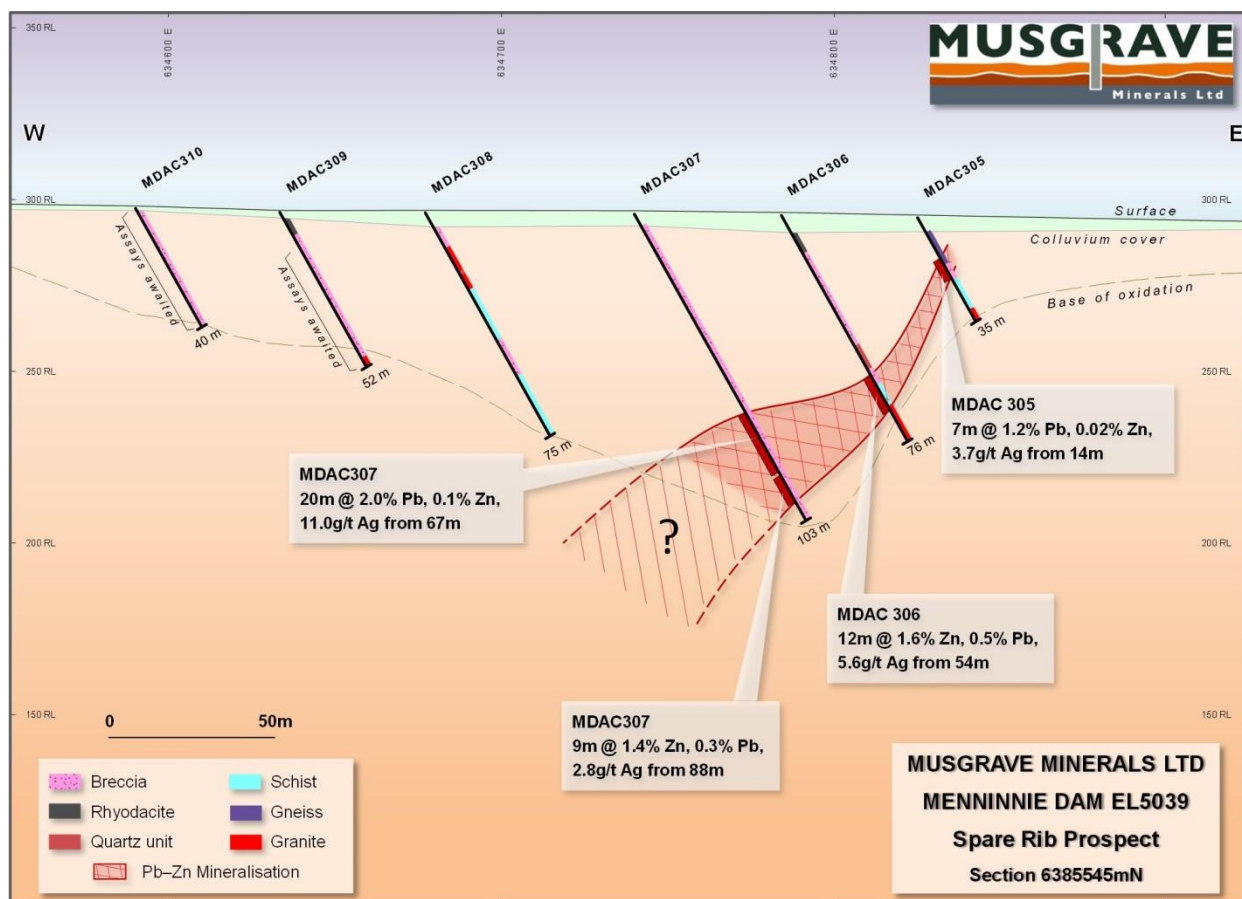 350 RL
634600 E
634700 E
634800 E
MUSGRAVE
Minerals Ltd
W
E
MDAC310
MDAC309
MDAC308
MDAC307
MDAC306
MDAC305
300 RL
300 RL
Surface
Colluvium cover
Base of oxidation
Assays awaited
Assays awaited
40 m
52 m
75 m
103 m
76 m
35 m
250 RL
250 RL
MDAC 305
7m @ 1.2% Pb, 0.02% Zn,
3.7g/t Ag from 14m
MDAC307
20m @ 2.0% Pb, 0.1% Zn,
11.0g/t Ag from 67m
?
200 RL
200 RL
MDAC 306
12m @ 1.6% Zn, 0.5% Pb,
5.6g/t Ag from 54m
MDAC307
9m @ 1.4% Zn, 0.3% Pb,
2.8g/t Ag from 88m
150 RL
150 RL
0 50m
Breccia
Schist
Rhyodacite
Gneiss
Quartz unit
Granite
Pb–Zn Mineralisation
MUSGRAVE MINERALS LTD
MENNINNIE DAM EL5039
Spare Rib Prospect
Section 6385545mN